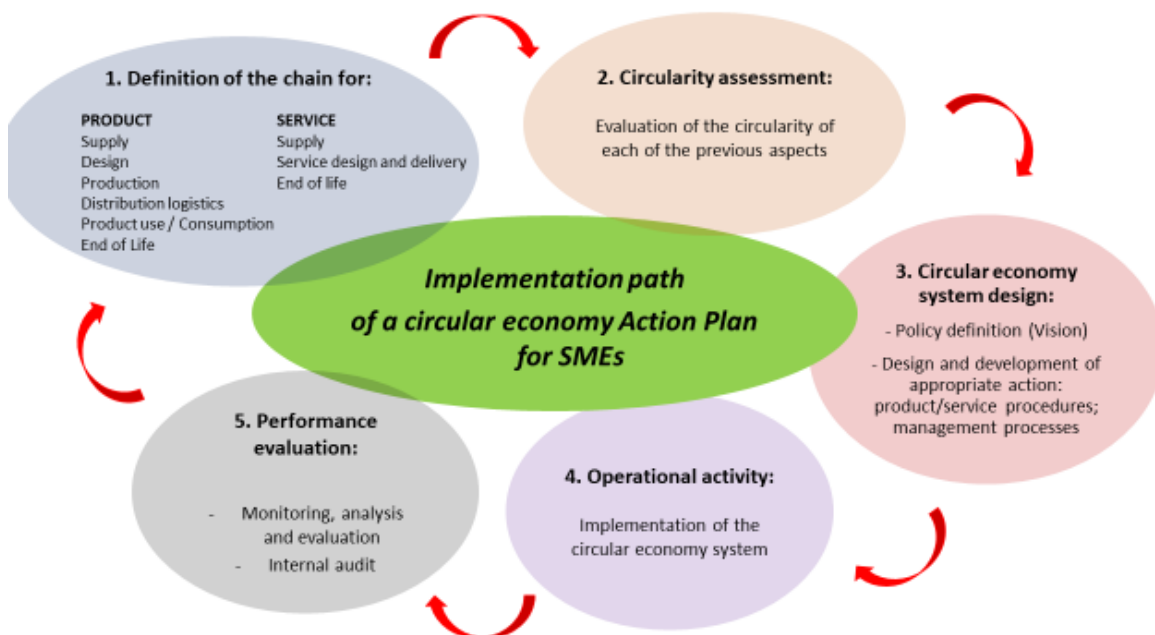 1. Definition of the chain for:
PRODUCT
Supply
Design
Production
Distribution logistics
Product use / Consumption
End of Life
SERVICE
Supply
Service design and delivery
End of life
2. Circularity assessment:
Evaluation of the circularity of
each of the previous aspects
Implementation path
of a circular economy Action Plan
for SMEs
3. Circular economy
system design:
- Policy definition (Vision)
- Design and development of
appropriate action:
product/service procedures;
management processes
4. Operational activity:
Implementation of the
circular economy system
5. Performance
evaluation:
- Monitoring, analysis
and evaluation
- Internal audit